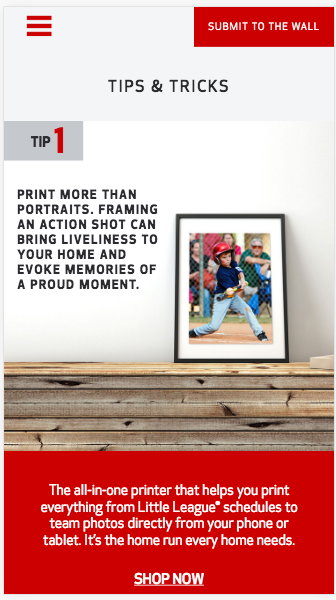 SUBMIT TO THE WALL
TIPS & TRICKS
TIP 1
PRINT MORE THAN
PORTRAITS. FRAMING
AN ACTION SHOT CAN
BRING LIVELINESS TO
YOUR HOME AND
EVOKE MEMORIES OF
A PROUD MOMENT.
The all-in-one printer that helps you print
everything from Little League® schedules to
team photos directly from your phone or
tablet. It's the home run every home needs.
SHOP NOW